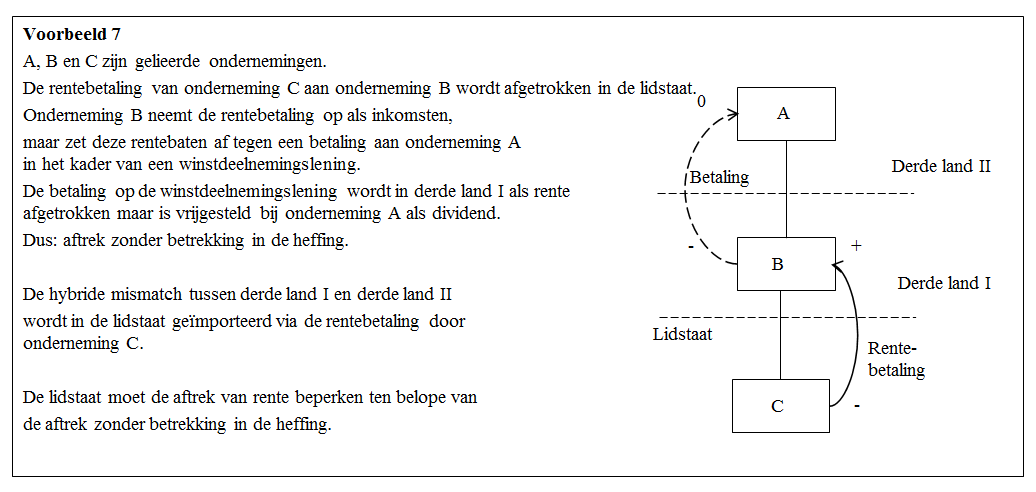 Voorbeeld 7
A, B en C zijn gelieerde ondernemingen.
De rentebetaling van onderneming C aan onderneming B wordt afgetrokken in de lidstaat.
Onderneming B neemt de rentebetaling op als inkomsten,
maar zet deze rentebaten af tegen een betaling aan onderneming A
in het kader van een winstdeelnemingslening.
De betaling op de winstdeelnemingslening wordt in derde land I als rente
afgetrokken maar is vrijgesteld bij onderneming A als dividend.
Dus: aftrek zonder betrekking in de heffing.
De hybride mismatch tussen derde land I en derde land II
wordt in de lidstaat geïmporteerd via de rentebetaling door
onderneming C.
De lidstaat moet de aftrek van rente beperken ten belope van
de aftrek zonder betrekking in de heffing.
0
A
Derde land II
Betaling
-
B
+
Derde land I
Lidstaat
Rente-
betaling
C
-